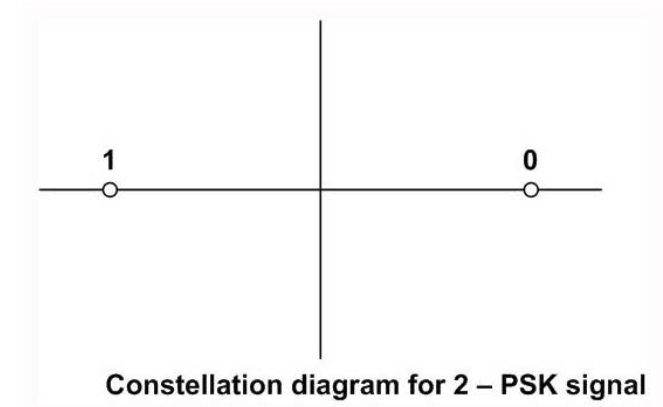 1 0
Constellation diagram for 2 – PSK signal